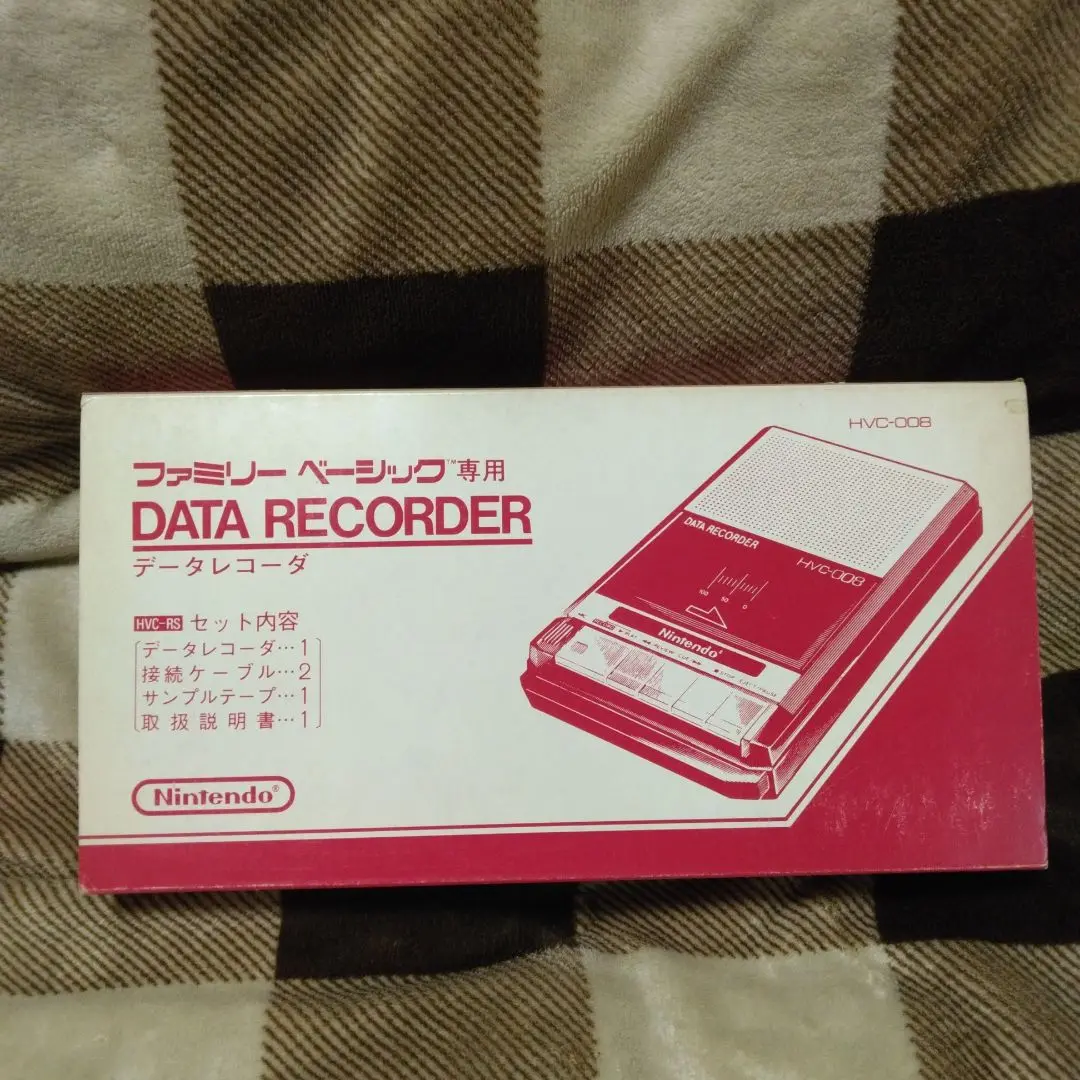 HVC-008
ファミリー ベーシック™専用
DATA RECORDER
データレコーダ
HVC-RS セット内容
データレコーダ…1
接続ケーブル…2
サンプルテープ…1
取扱説明書…1
Nintendo®
DATA RECORDER
HVC-008
100 50 0
Nintendo®